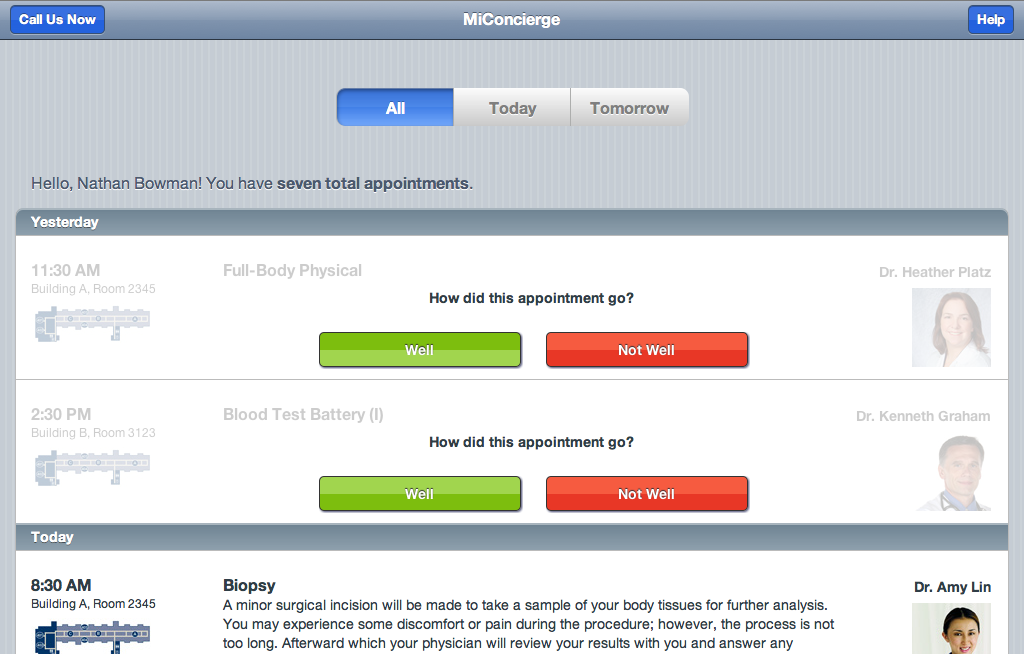 Call Us Now
MiConcierge
Help
All
Today
Tomorrow
Hello, Nathan Bowman! You have seven total appointments.
Yesterday
11:30 AM
Full-Body Physical
Dr. Heather Platz
Building A, Room 2345
How did this appointment go?
Well
Not Well
2:30 PM
Blood Test Battery (I)
Dr. Kenneth Graham
Building B, Room 3123
How did this appointment go?
Well
Not Well
Today
8:30 AM
Biopsy
Dr. Amy Lin
Building A, Room 2345
A minor surgical incision will be made to take a sample of your body tissues for further analysis.
You may experience some discomfort or pain during the procedure; however, the process is not
too long. Afterward which your physician will review your results with you and answer any